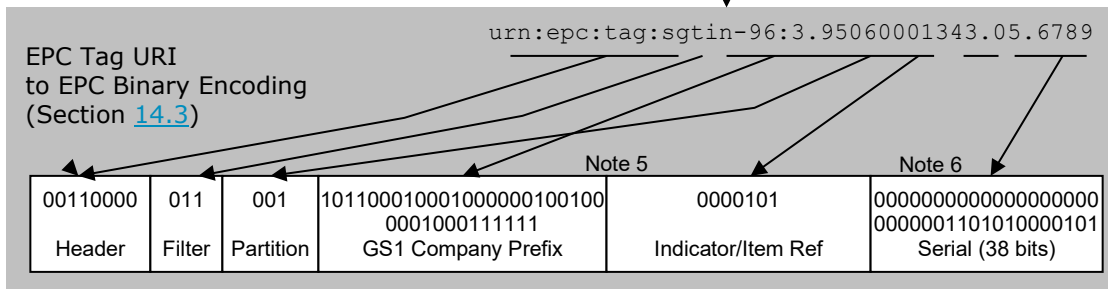 urn:epc:tag:sgtin-96:3.95060001343.05.6789
EPC Tag URI
to EPC Binary Encoding
(Section 14.3)
Note 5
Note 6
00110000 011 001 101100010001000000100100 0000101 0000000000000000000
0001000111111 0000001101010000101
Header Filter Partition GS1 Company Prefix Indicator/Item Ref Serial (38 bits)